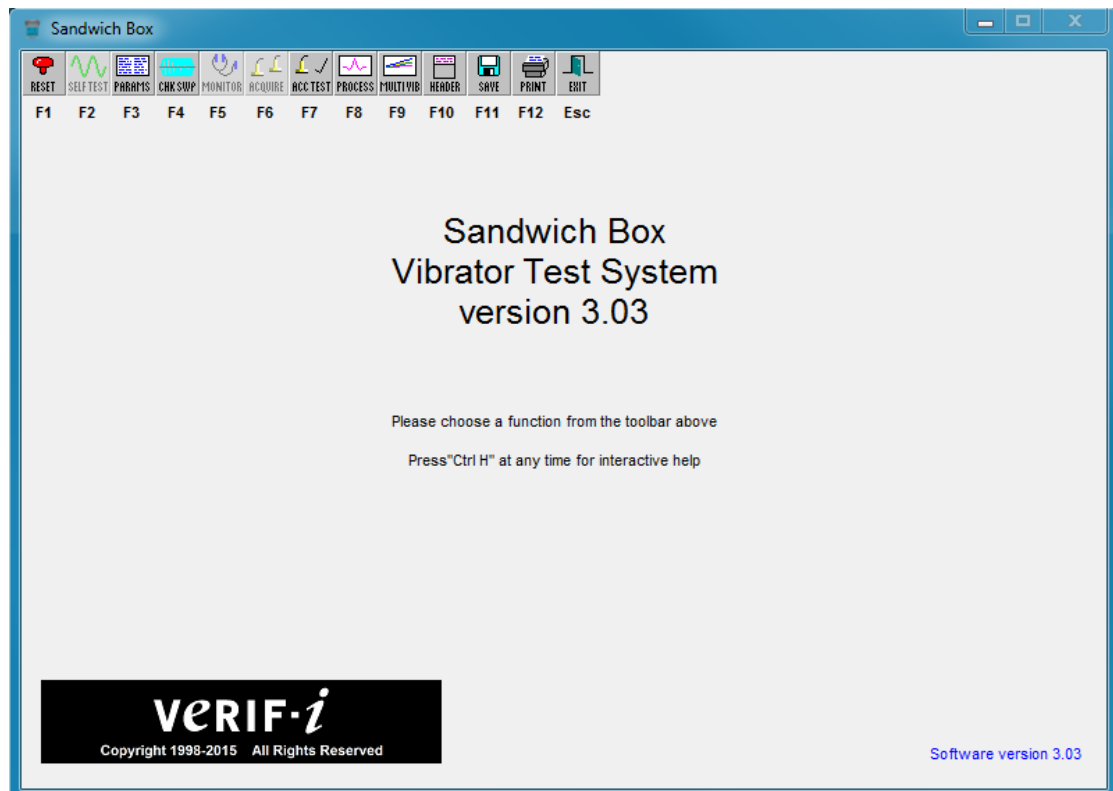 Sandwich Box
RESET SELF TEST PARAMS CHK SWP MONITOR ACQUIRE ACC TEST PROCESS MULTI VIB HEADER SAVE PRINT EXIT
F1 F2 F3 F4 F5 F6 F7 F8 F9 F10 F11 F12 Esc
Sandwich Box
Vibrator Test System
version 3.03
Please choose a function from the toolbar above
Press"Ctrl H" at any time for interactive help
VeRIF-i
Copyright 1998-2015 All Rights Reserved
Software version 3.03